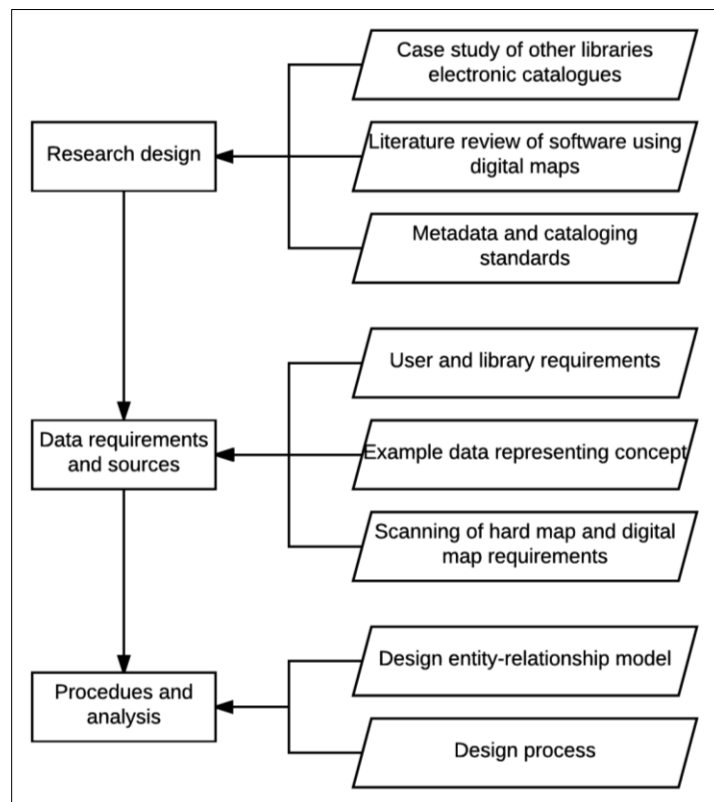 Case study of other libraries
electronic catalogues
Research design
Literature review of software using
digital maps
Metadata and cataloging
standards
User and library requirements
Data requirements
and sources
Example data representing concept
Scanning of hard map and digital
map requirements
Design entity-relationship model
Procedues and
analysis
Design process